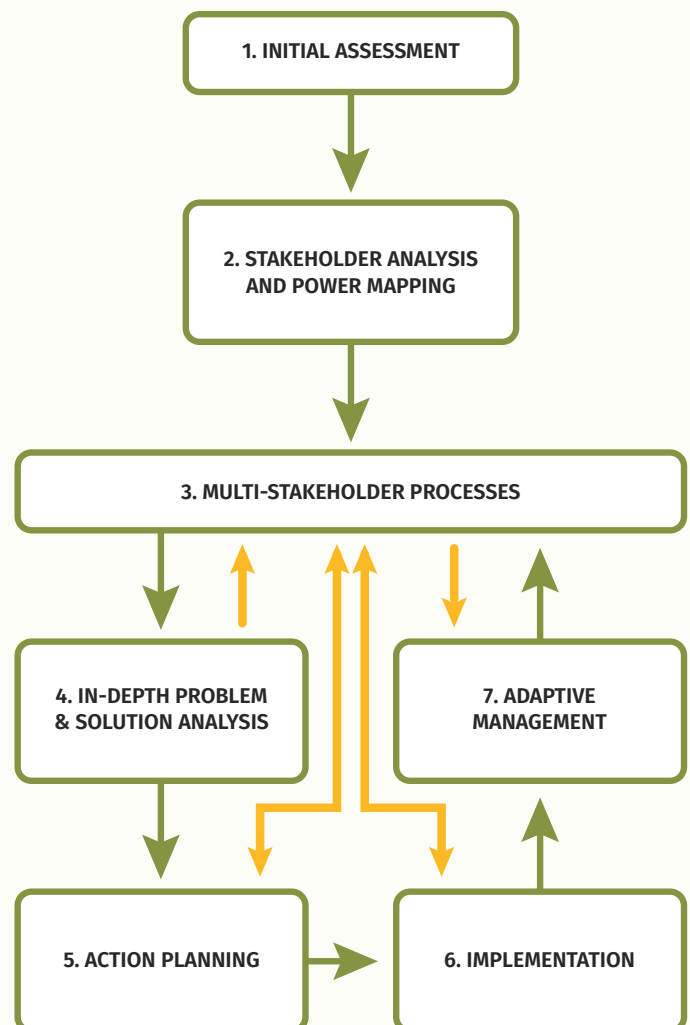 1. INITIAL ASSESSMENT
2. STAKEHOLDER ANALYSIS
AND POWER MAPPING
3. MULTI-STAKEHOLDER PROCESSES
4. IN-DEPTH PROBLEM
& SOLUTION ANALYSIS
7. ADAPTIVE
MANAGEMENT
5. ACTION PLANNING
6. IMPLEMENTATION